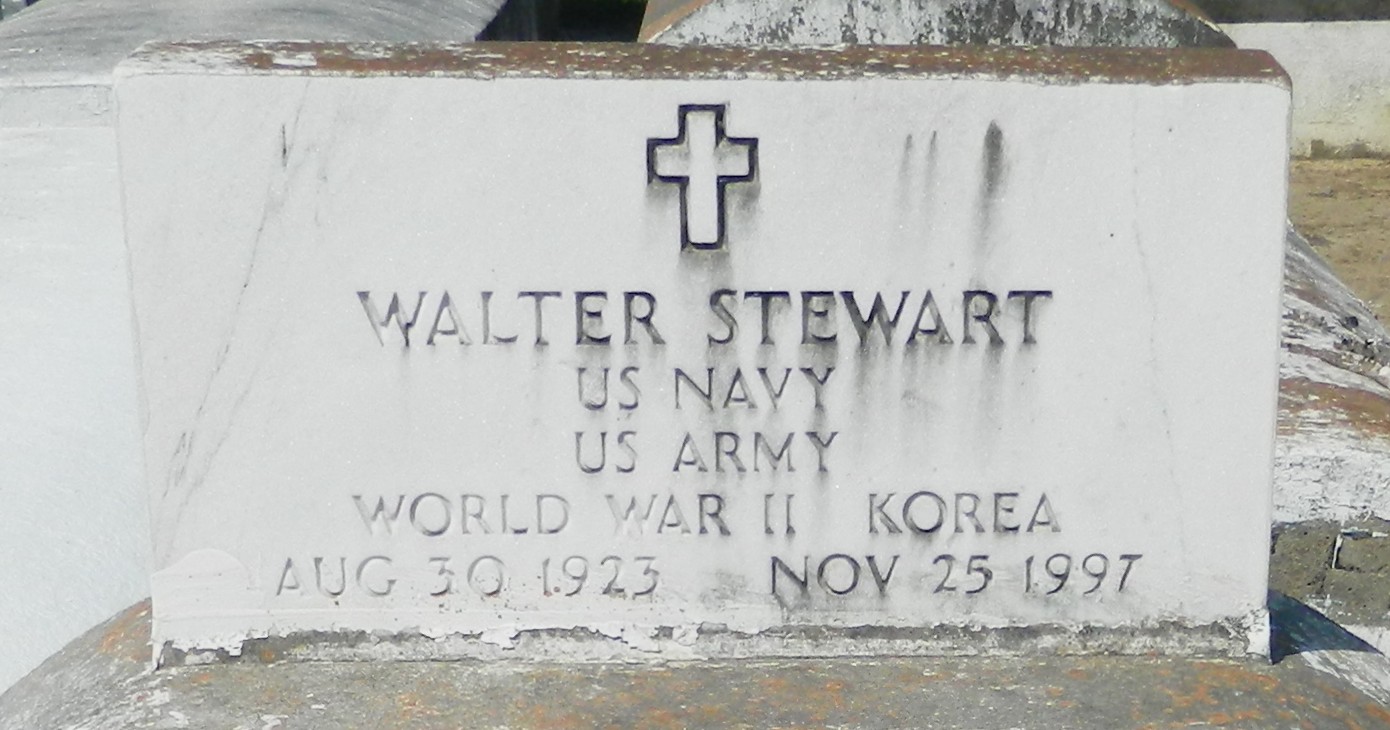 WALTER STEWART
US NAVY
US ARMY
WORLD WAR II KOREA
AUG 30 1923 NOV 25 1997